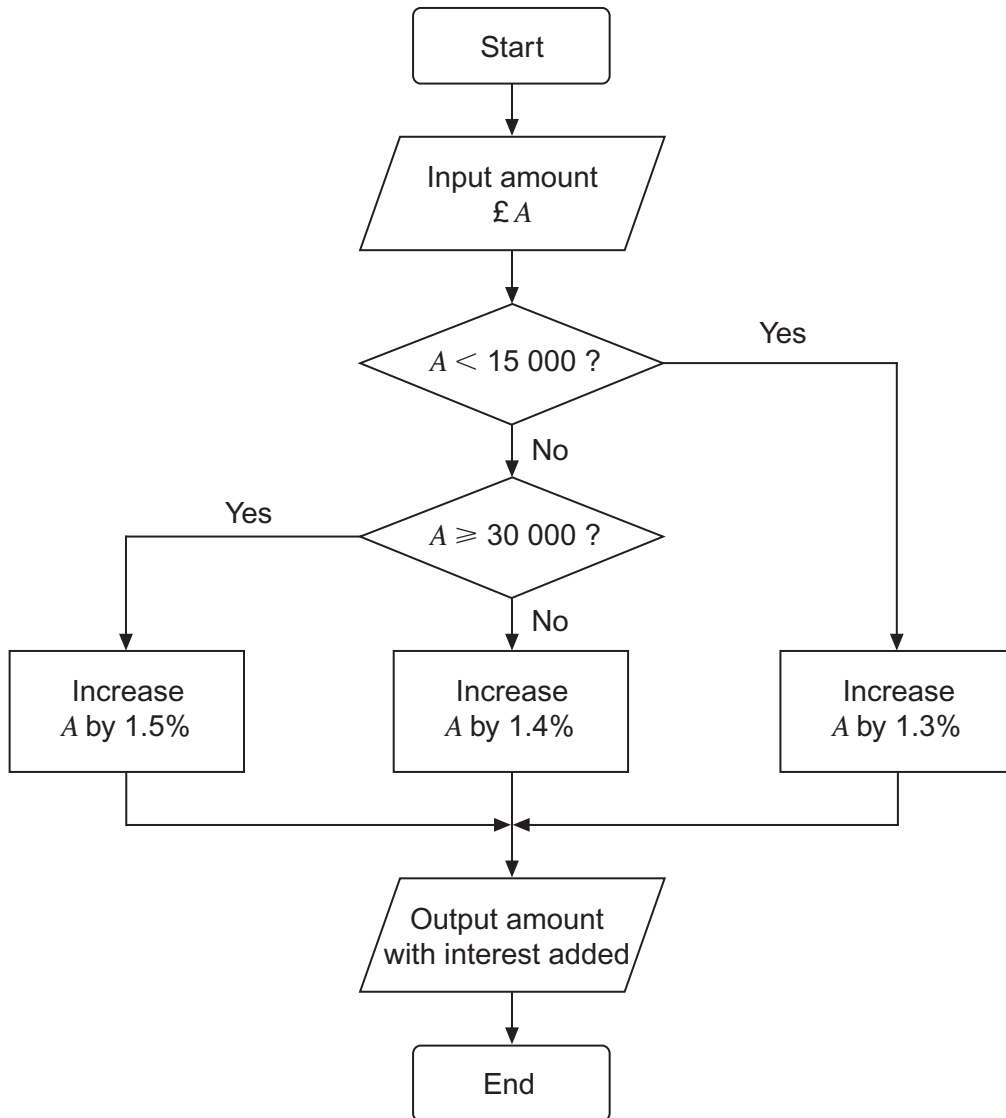 Start
Input amount
£ A
A < 15 000 ?
Yes
No
A ⩾ 30 000 ?
Yes
No
Increase
A by 1.5%
Increase
A by 1.4%
Increase
A by 1.3%
Output amount
with interest added
End